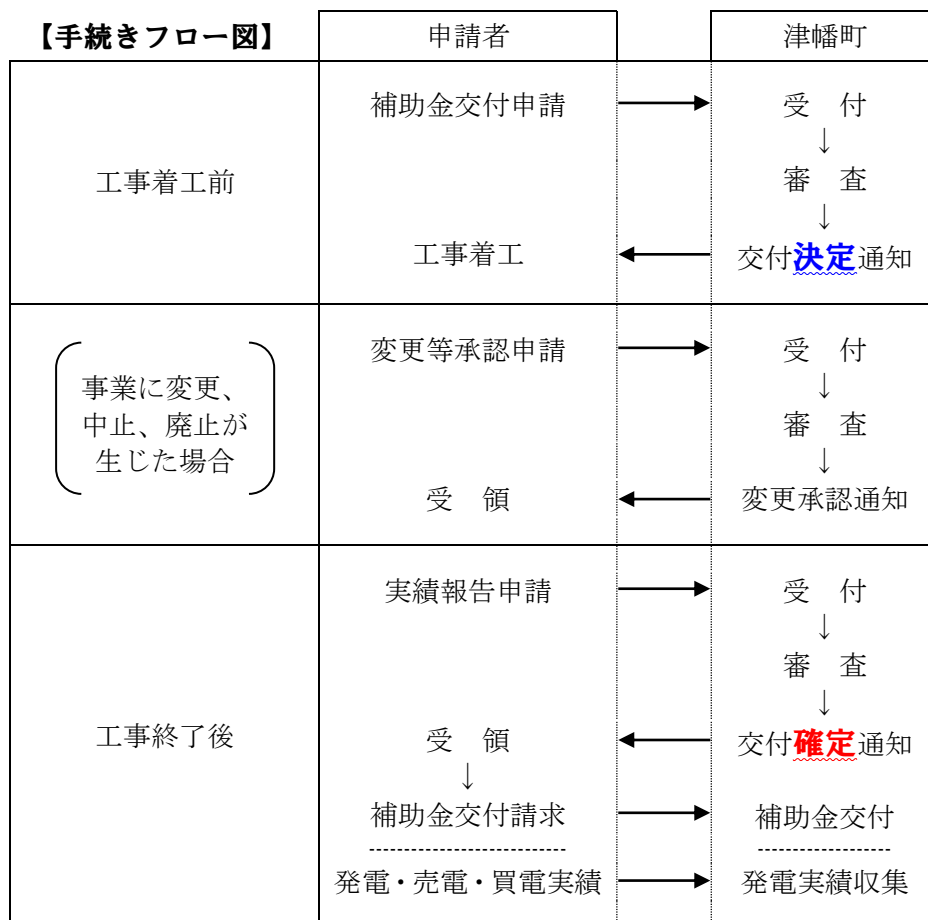 【手続きフロー図】 申請者 津幡町
工事着工前
補助金交付申請 → 受　付
↓
審　査
↓
工事着工 ← 交付決定通知
事業に変更、
中止、廃止が
生じた場合
変更等承認申請 → 受　付
↓
審　査
↓
受　領 ← 変更承認通知
工事終了後
実績報告申請 → 受　付
↓
審　査
↓
受　領 ← 交付確定通知
↓
補助金交付請求 → 補助金交付
発電・売電・買電実績 → 発電実績収集